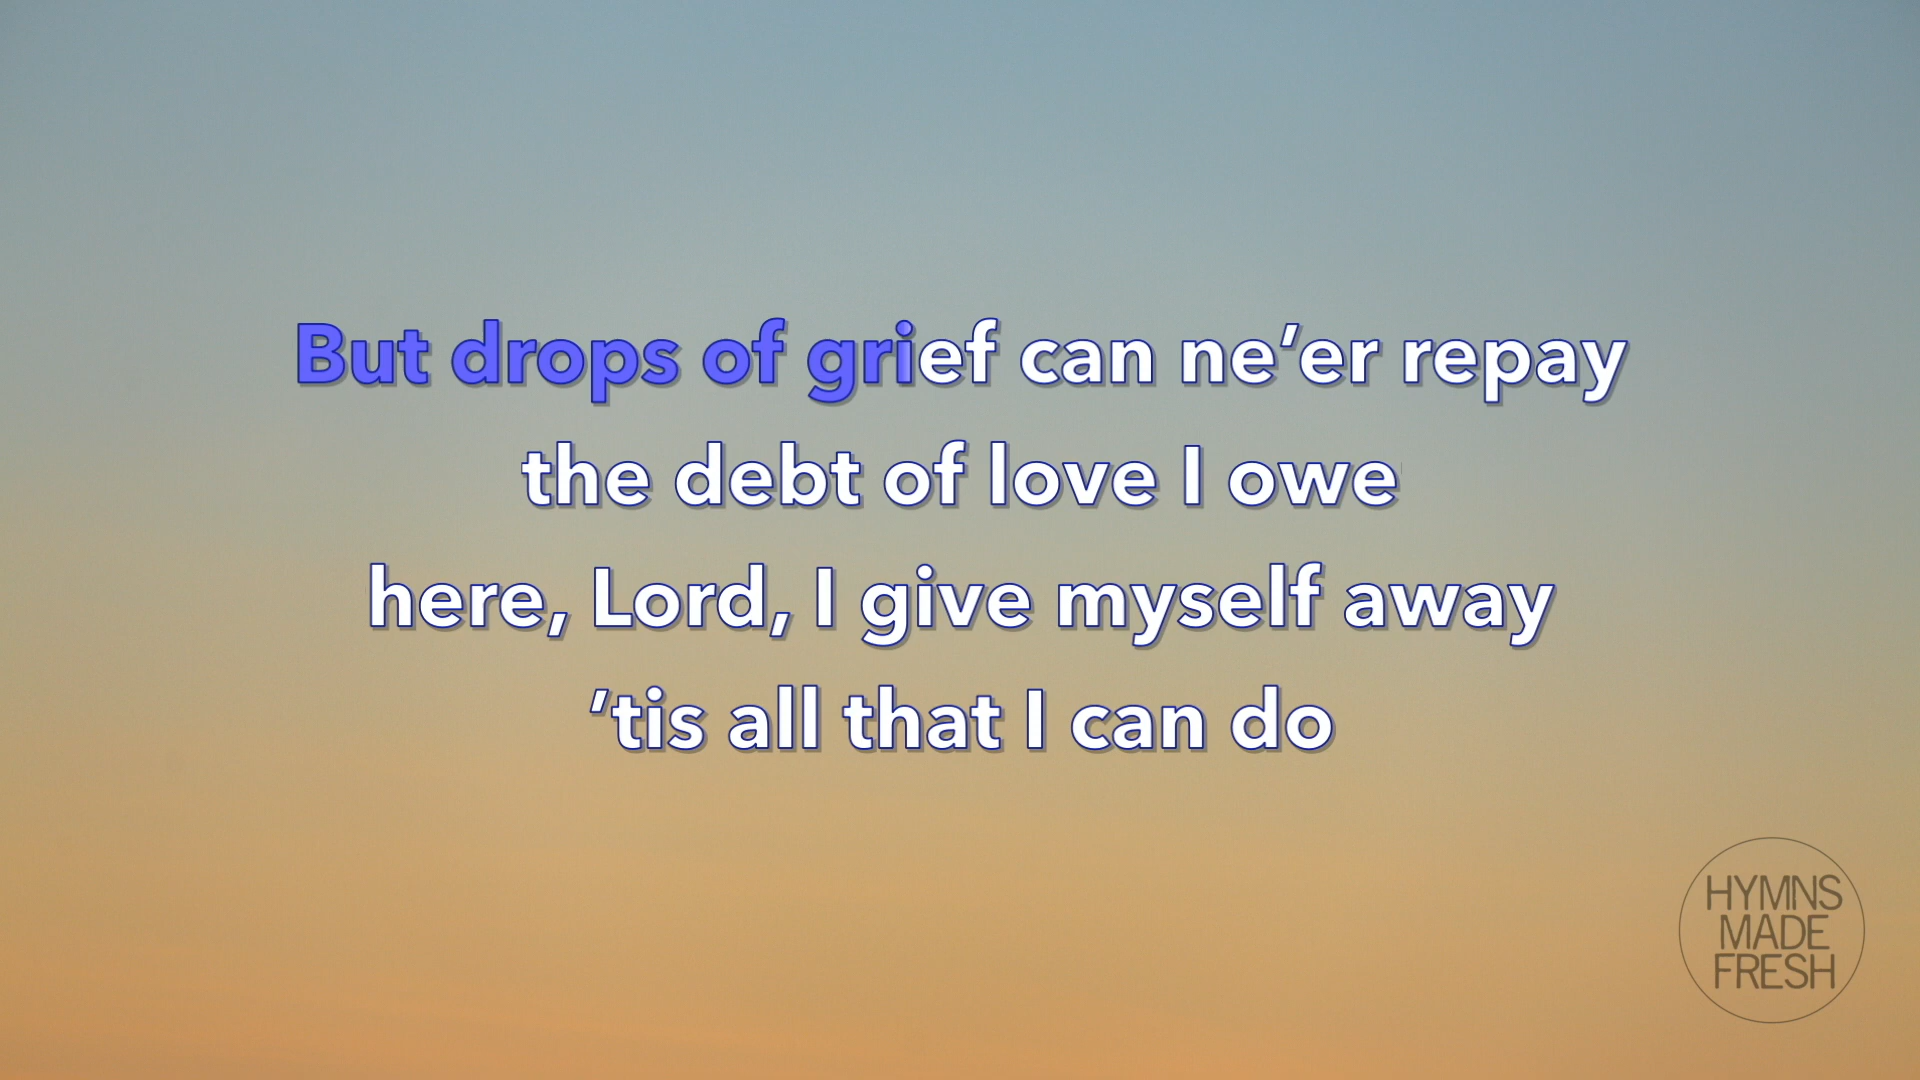 But drops of grief can ne’er repay
the debt of love I owe
here, Lord, I give myself away
’tis all that I can do
HYMNS
MADE
FRESH